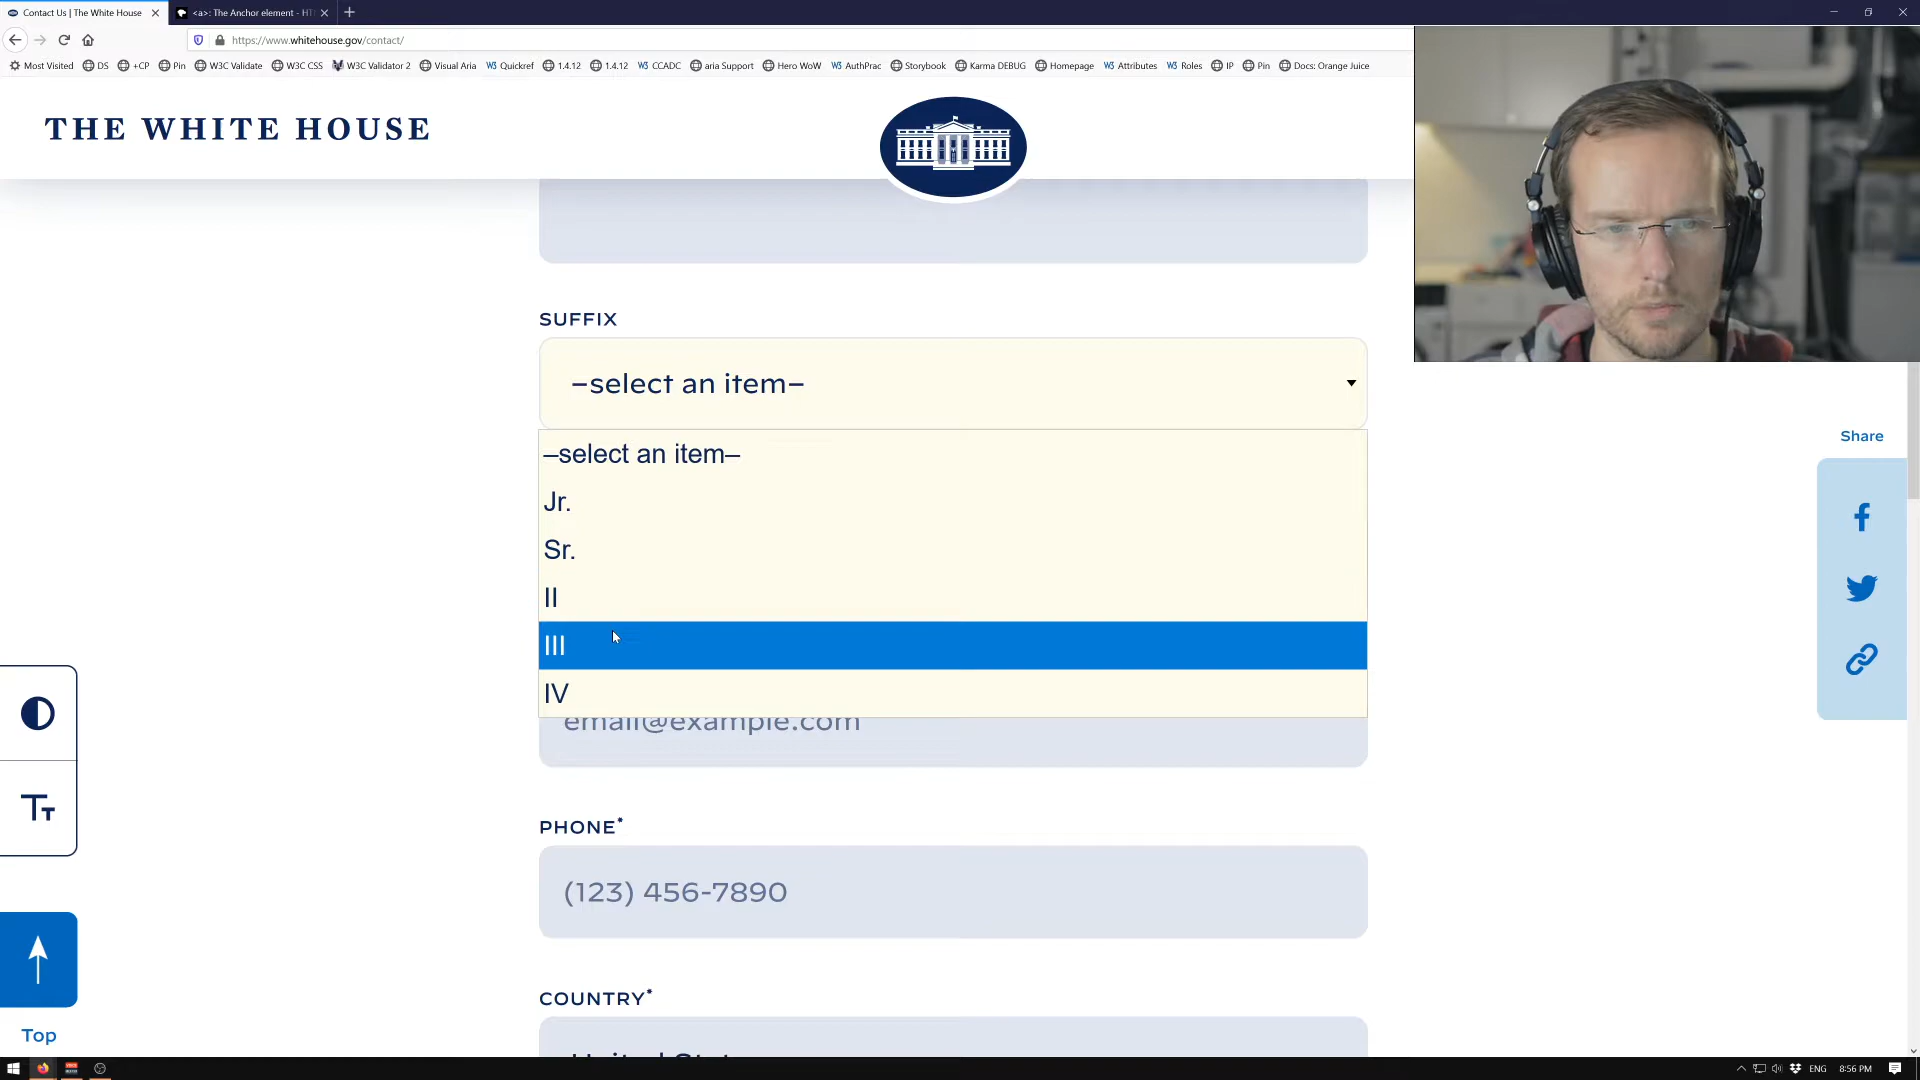 Contact Us | The White House
<a>: The Anchor element - HT
https://www.whitehouse.gov/contact/
Most Visited DS +CP Pin W3C Validate W3C CSS W3C Validator 2 Visual Aria Quickref 1.4.12 1.4.12 CCADC aria Support Hero WoW AuthPrac Storybook Karma DEBUG Homepage Attributes Roles IP Pin Docs: Orange Juice
THE WHITE HOUSE
SUFFIX
–select an item–
–select an item–
Jr.
Sr.
II
III
IV
email@example.com
PHONE*
(123) 456-7890
COUNTRY*
Share
Top
ENG 8:56 PM